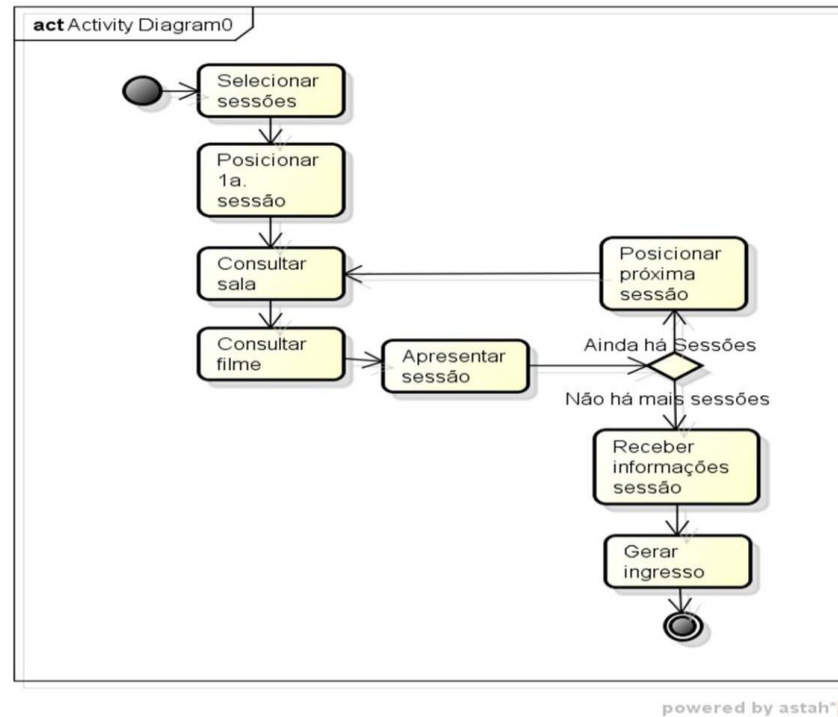 act Activity Diagram0
Selecionar
sessões
Posicionar
1a.
sessão
Consultar
sala
Consultar
filme
Apresentar
sessão
Posicionar
próxima
sessão
Ainda há Sessões
Não há mais sessões
Receber
informações
sessão
Gerar
ingresso
powered by astah*